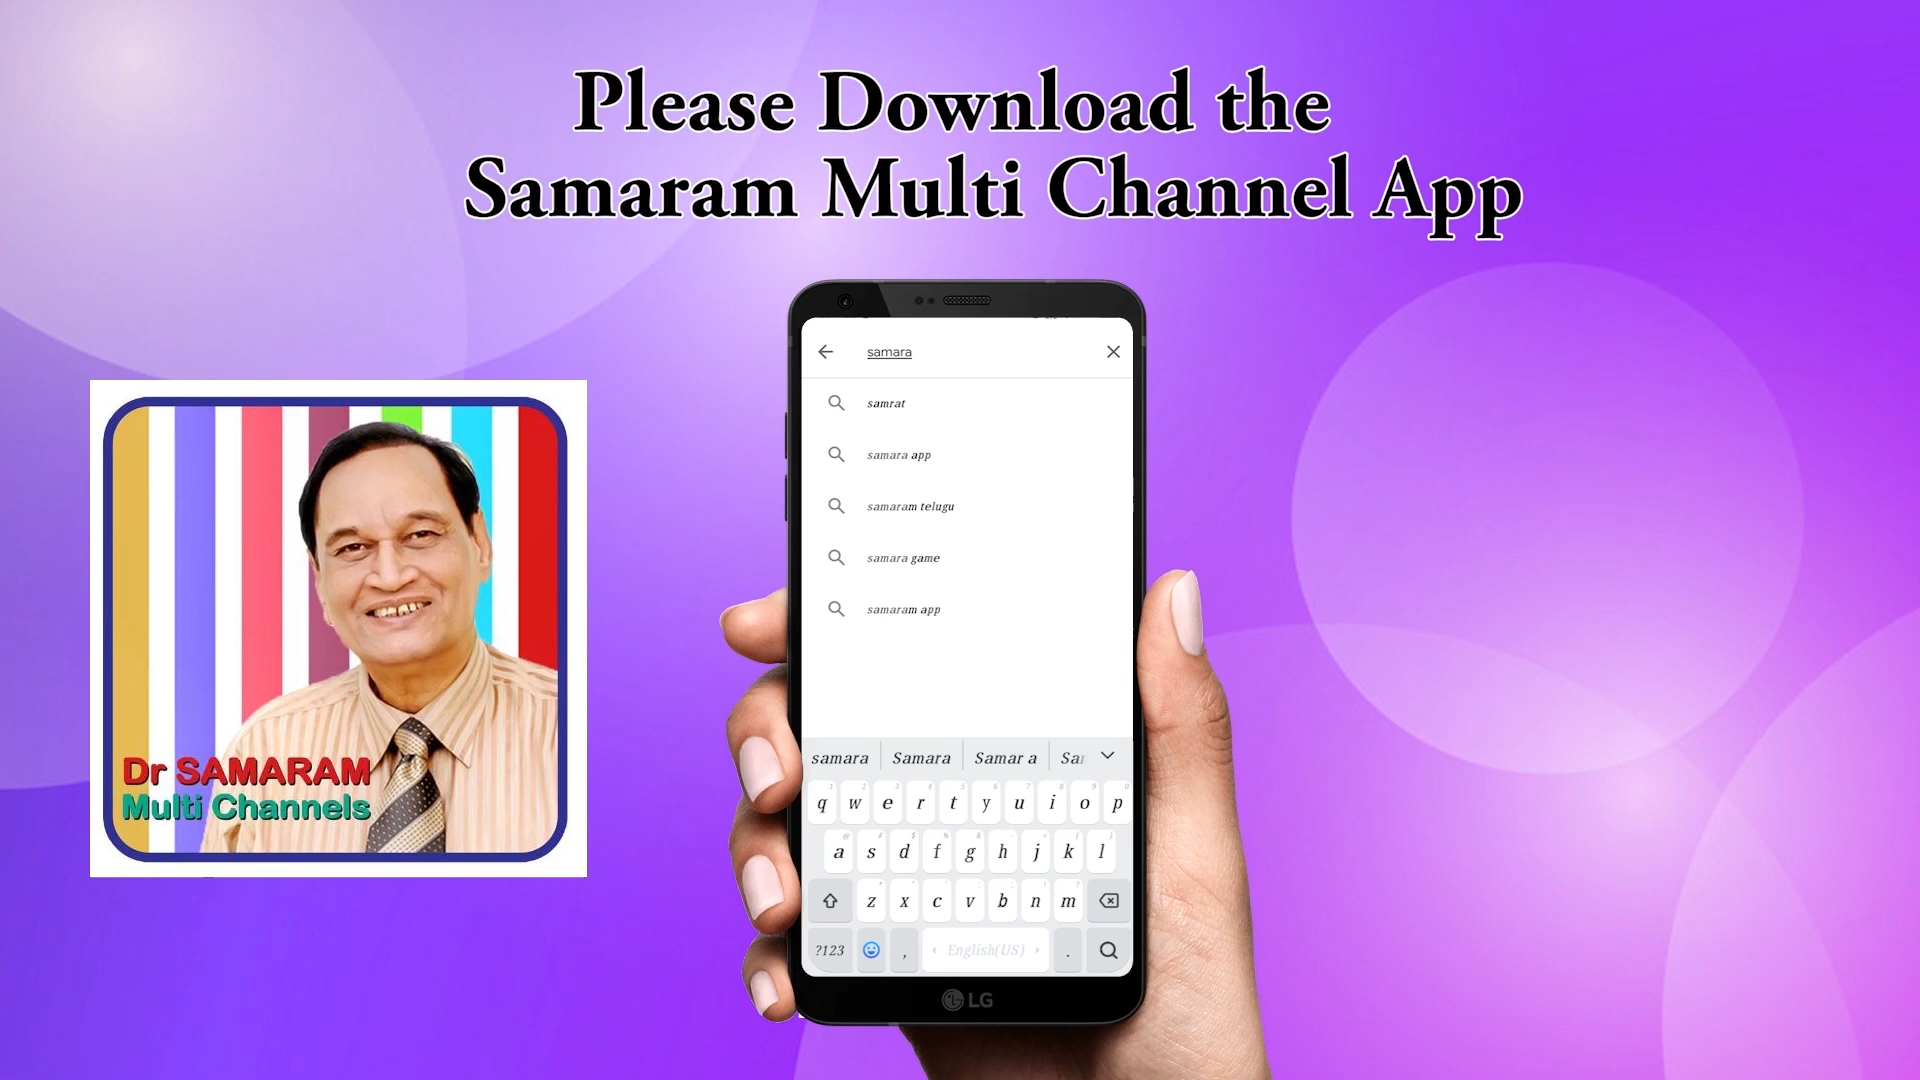 Please Download the
Samaram Multi Channel App
samara
samrat
samara app
samaram telugu
samara game
samaram app
Dr SAMARAM
Multi Channels
samara Samara Samar a Sar
q w e r t y u i o p
a s d f g h j k l
z x c v b n m
?123 , English(US) .
LG